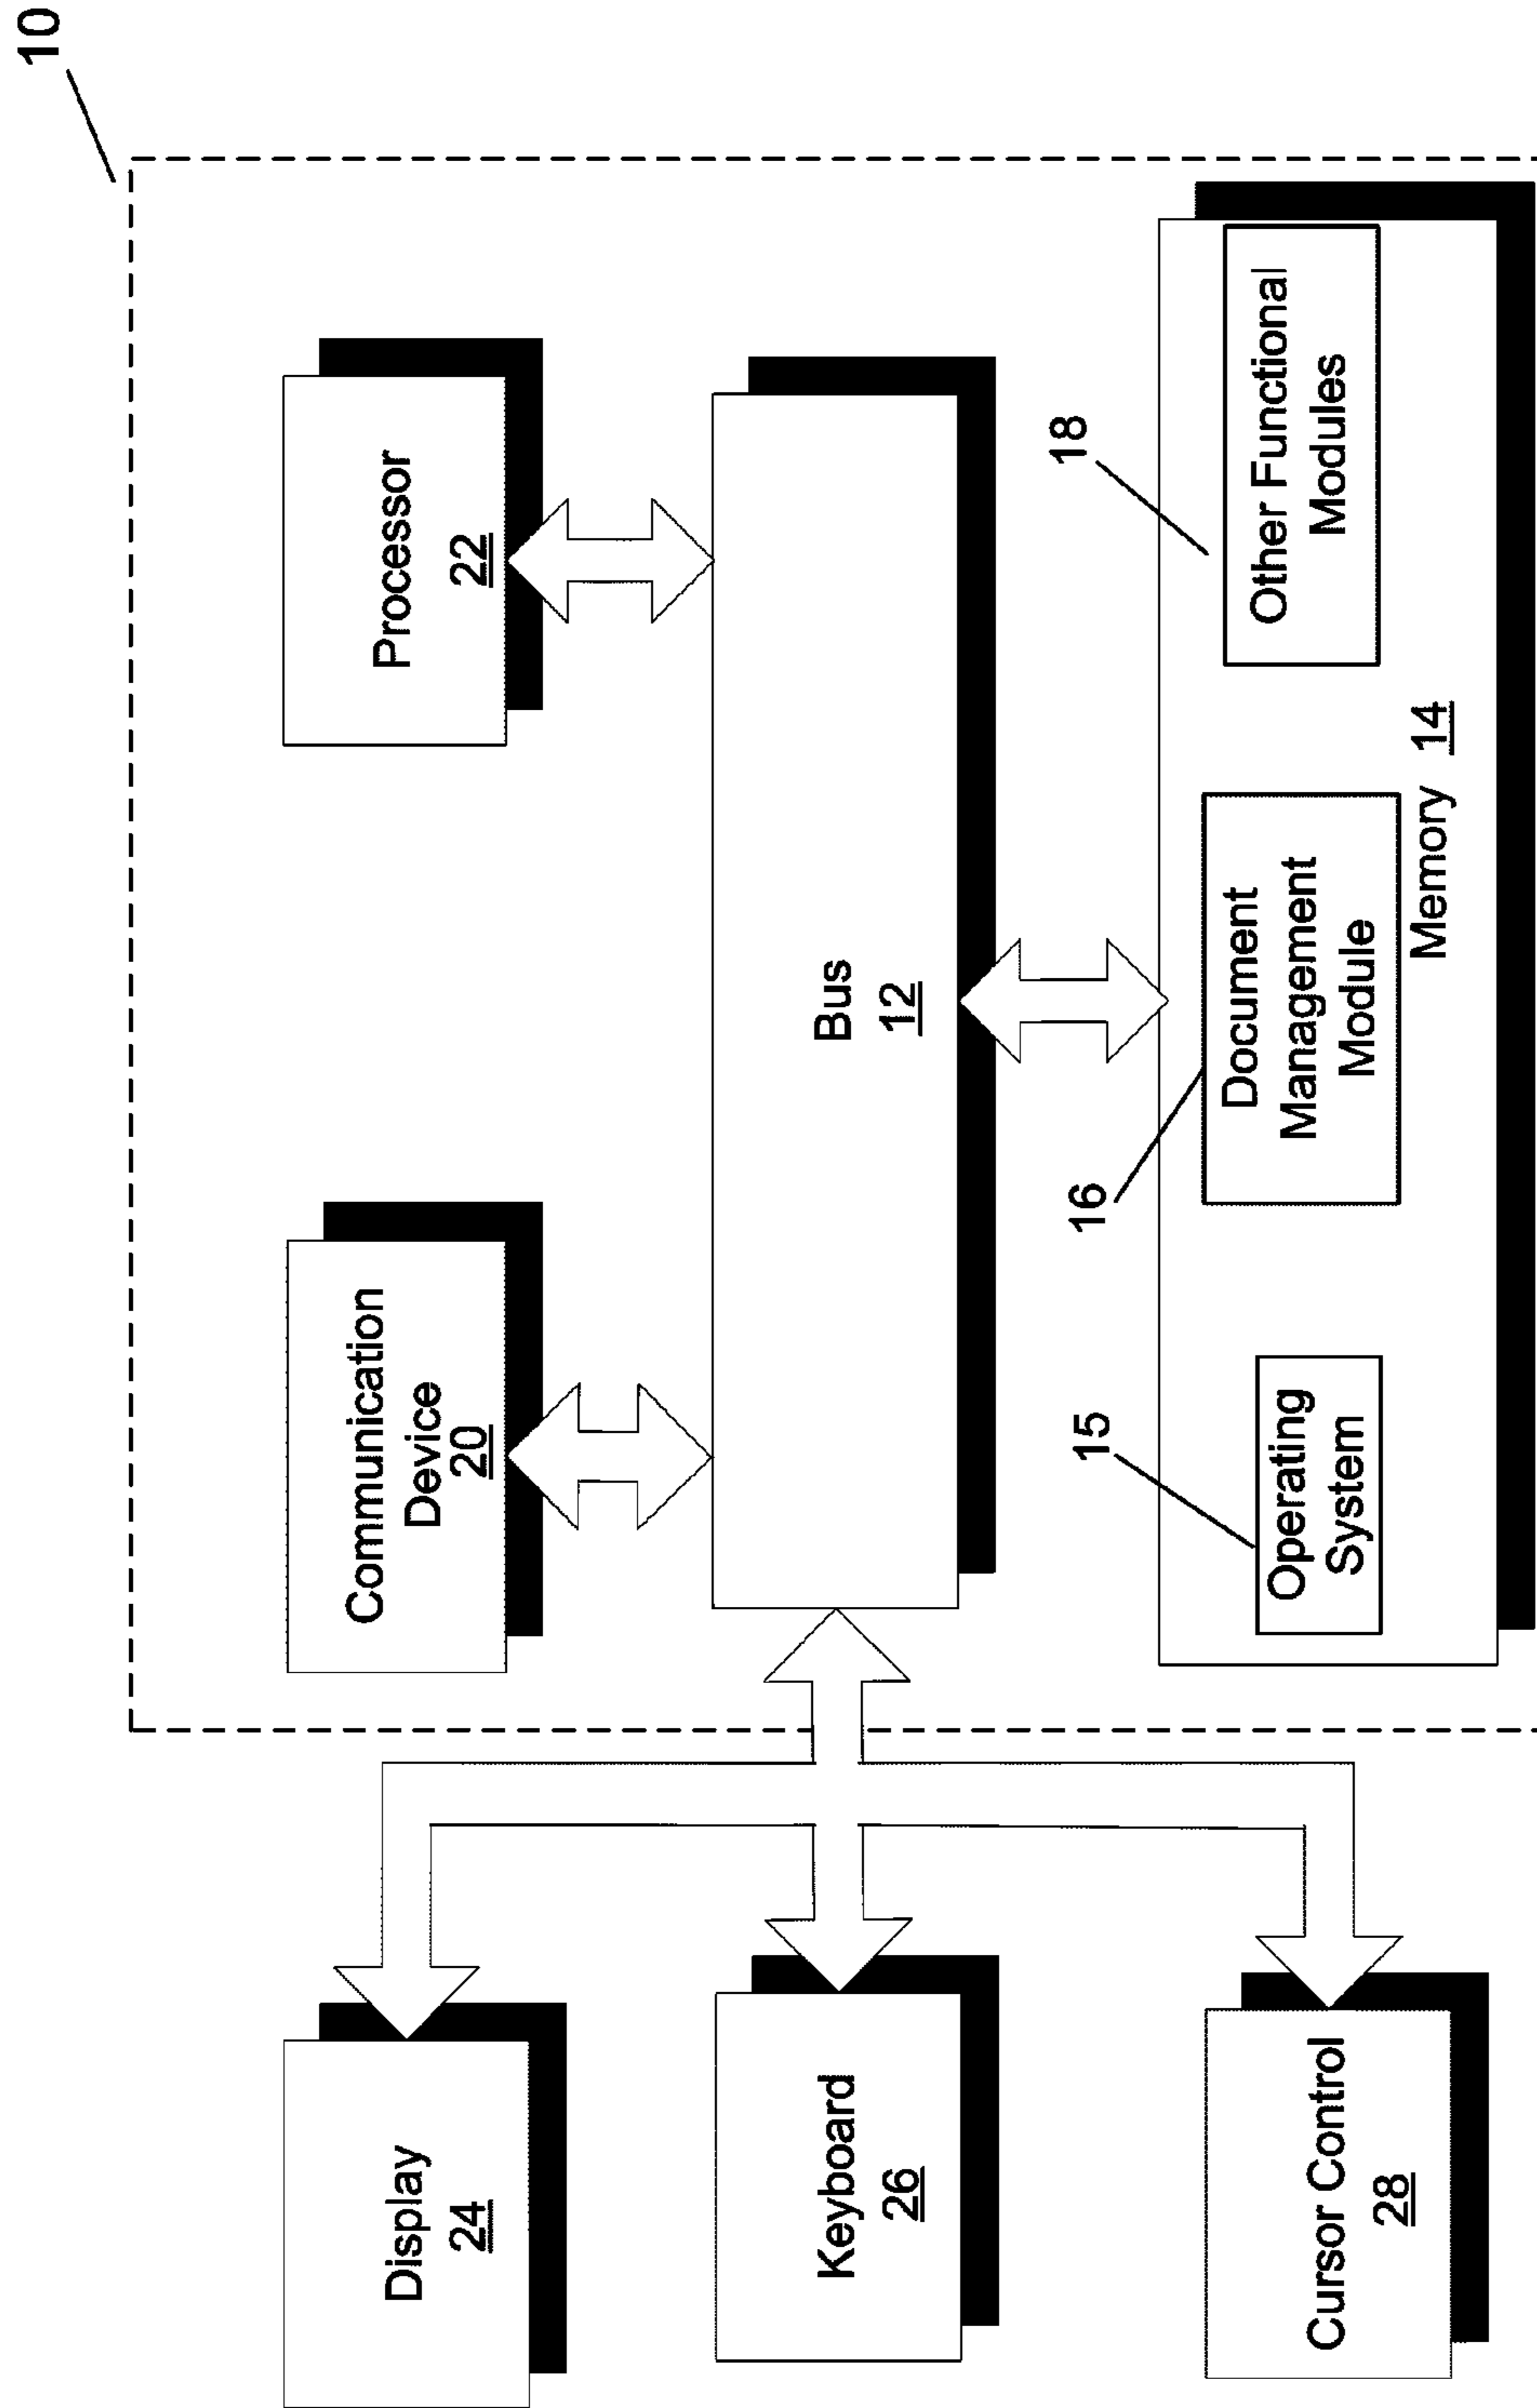 10
Communication
Device
20
Processor
22
Display
24
Bus
12
Keyboard
26
15
16
18
Operating
System
Document
Management
Module
Other Functional
Modules
Memory 14
Cursor Control
28